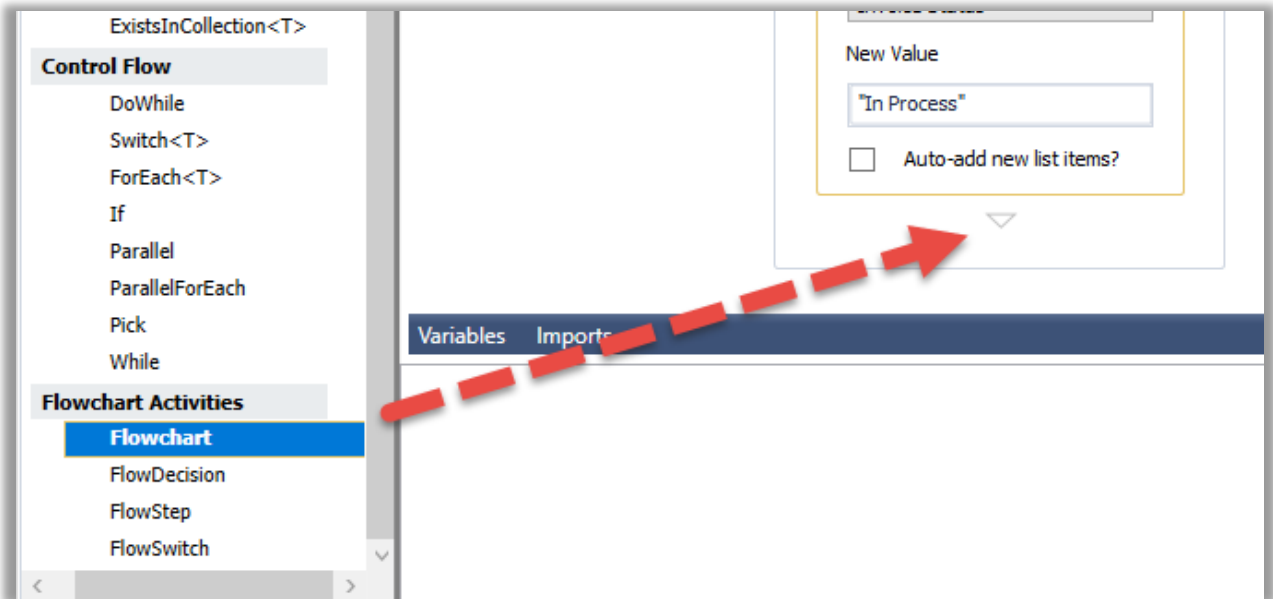 ExistsInCollection<T>
Control Flow
DoWhile
Switch<T>
ForEach<T>
If
Parallel
ParallelForEach
Pick
While
Flowchart Activities
Flowchart
FlowDecision
FlowStep
FlowSwitch
New Value
"In Process"
Auto-add new list items?
Variables Imports